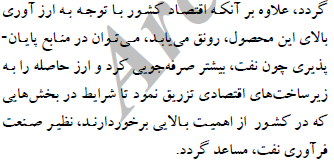 گردد، علاوه بر آنکه اقتصاد کشور با توجه به ارزآوری
بالای این محصول، رونق می‌یابد، می‌توان در منابع پایان-
پذیری چون نفت، بیشتر صرفه‌جویی کرد و ارز حاصله را به
زیرساخت‌های اقتصادی تزریق نمود تا شرایط در بخش‌هایی
که در کشور از اهمیت بالایی برخوردارند، نظیر صنعت
فرآوری نفت، مساعد گردد.